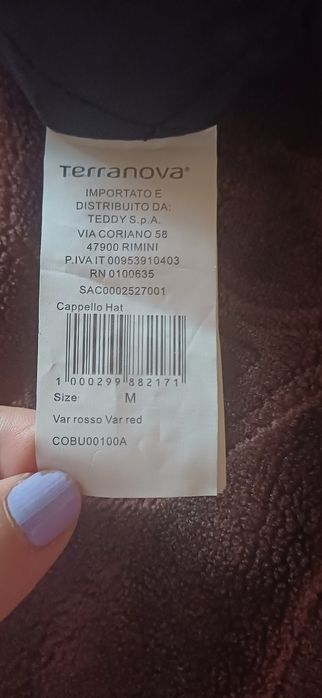 Terranova®
IMPORTATO E
DISTRIBUITO DA:
TEDDY S.p.A.
VIA CORIANO 58
47900 RIMINI
P.IVA IT 00953910403
RN 0100635
SAC0002527001
Cappello Hat
1 000299 882171
Size: M
Var rosso Var red
COBU00100A